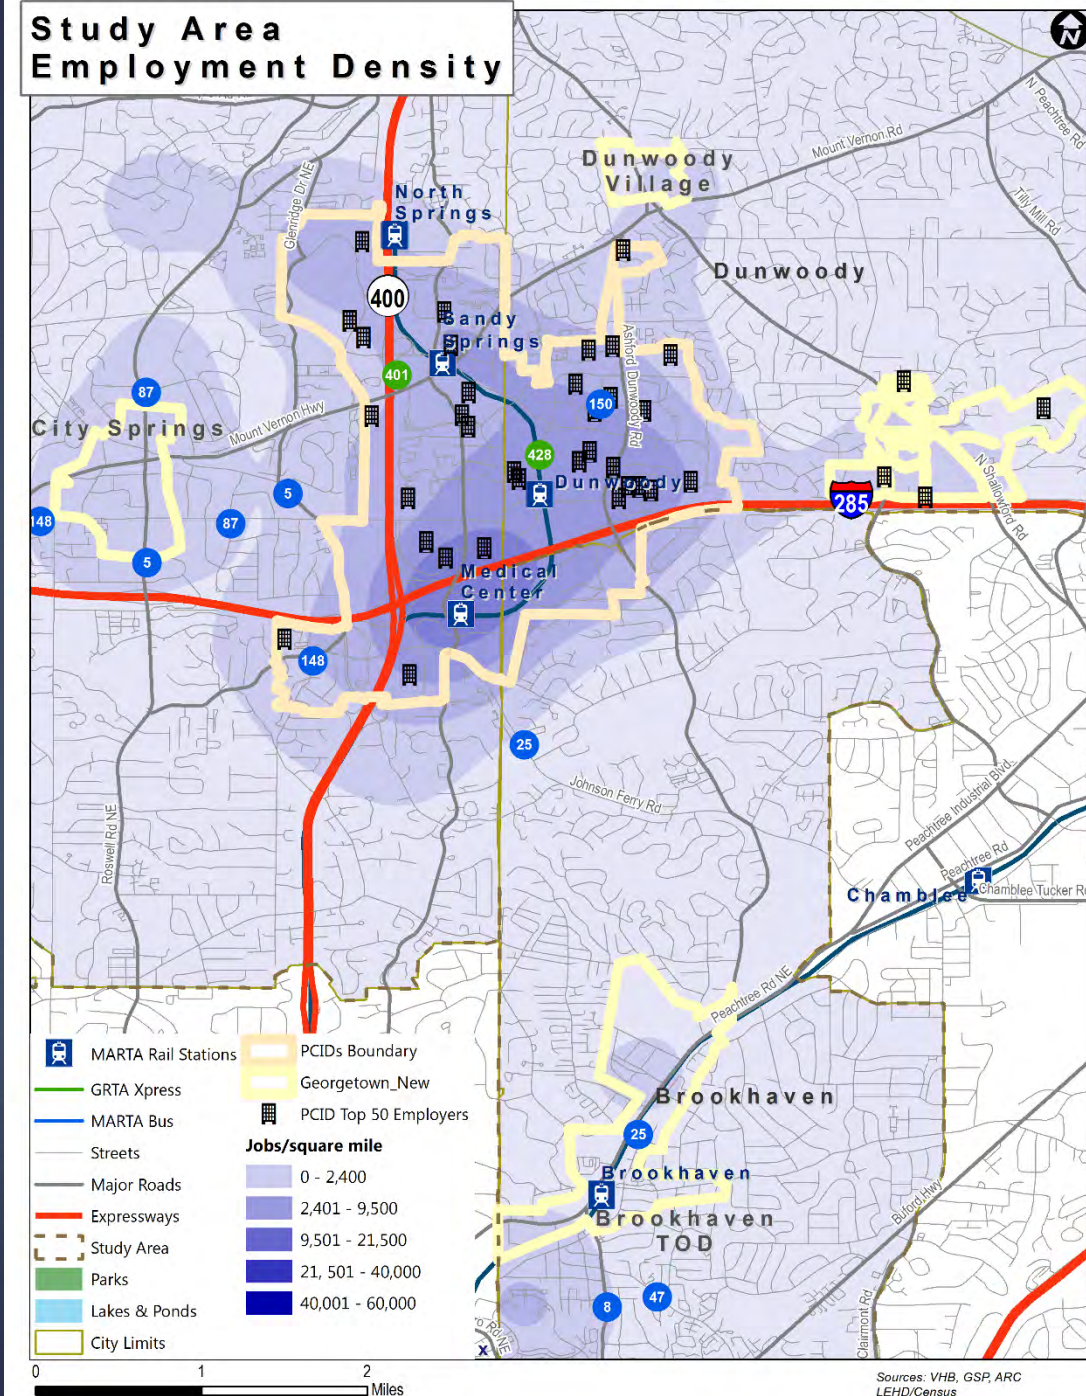 Study Area
Employment Density
N
N Peachtree Rd
Mount Vernon Rd
Dunwoody
Village
Tilly Mill Rd
Glenridge Dr NE
North
Springs
Dunwoody
400
Sandy
Springs
Ashford Dunwoody Rd
401
87
150
City Springs
Mount Vernon Hwy
428
N Shallowford Rd
5
Dunwoody
285
148
87
5
Medical
Center
148
25
Johnson Ferry Rd
Roswell Rd NE
Peachtree Industrial Blvd
Peachtree Rd
Chamblee
Chamblee Tucker Rd
Peachtree Rd NE
Brookhaven
25
Brookhaven
Brookhaven
TOD
Buford Hwy
Clairmont Rd
8
47
Rd NE
x
MARTA Rail Stations
GRTA Xpress
MARTA Bus
Streets
Major Roads
Expressways
Study Area
Parks
Lakes & Ponds
City Limits
PCIDs Boundary
Georgetown_New
PCID Top 50 Employers
Jobs/square mile
0 - 2,400
2,401 - 9,500
9,501 - 21,500
21, 501 - 40,000
40,001 - 60,000
0 1 2
Miles
Sources: VHB, GSP, ARC
LEHD/Census